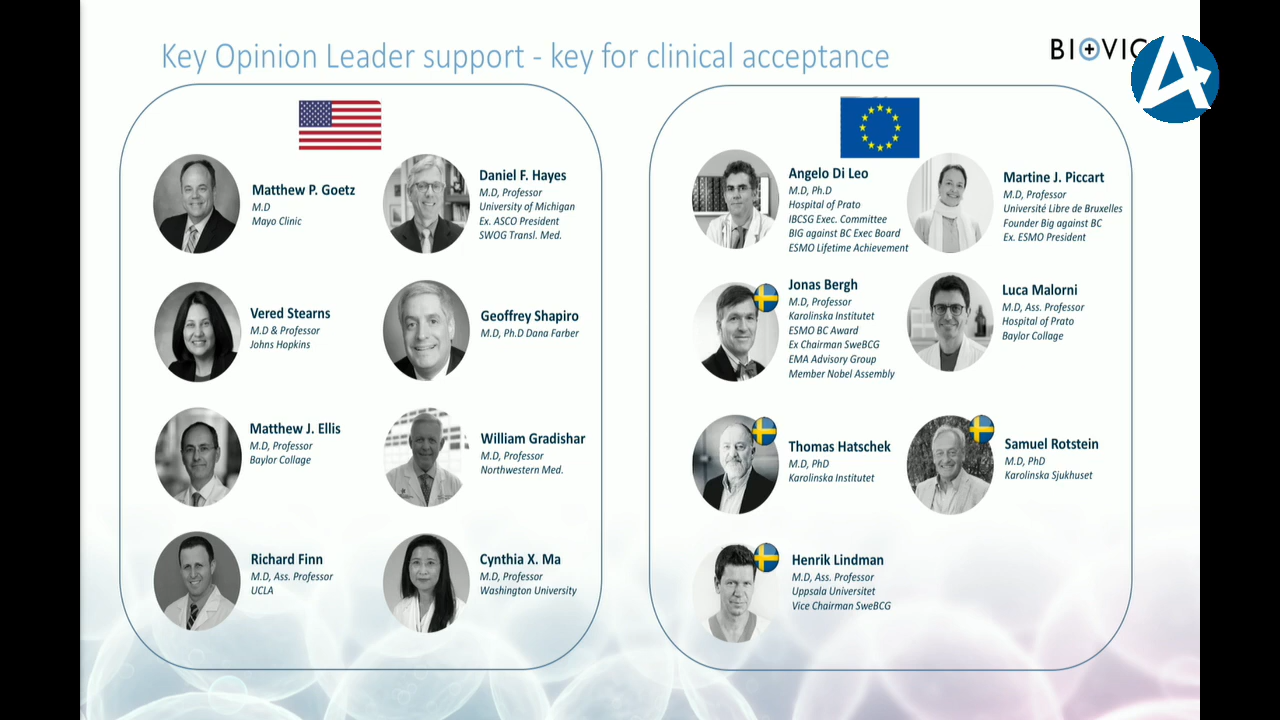 Key Opinion Leader support - key for clinical acceptance
BIOVIC
Matthew P. Goetz
M.D
Mayo Clinic
Daniel F. Hayes
M.D, Professor
University of Michigan
Ex. ASCO President
SWOG Transl. Med.
Vered Stearns
M.D & Professor
Johns Hopkins
Geoffrey Shapiro
M.D, Ph.D Dana Farber
Matthew J. Ellis
M.D, Professor
Baylor Collage
William Gradishar
M.D, Professor
Northwestern Med.
Richard Finn
M.D, Ass. Professor
UCLA
Cynthia X. Ma
M.D, Professor
Washington University
Angelo Di Leo
M.D, Ph.D
Hospital of Prato
IBCSG Exec. Committee
BIG against BC Exec Board
ESMO Lifetime Achievement
Martine J. Piccart
M.D, Professor
Université Libre de Bruxelles
Founder Big against BC
Ex. ESMO President
Jonas Bergh
M.D, Professor
Karolinska Institutet
ESMO BC Award
Ex Chairman SweBCG
EMA Advisory Group
Member Nobel Assembly
Luca Malorni
M.D, Ass. Professor
Hospital of Prato
Baylor Collage
Thomas Hatschek
M.D, PhD
Karolinska Institutet
Samuel Rotstein
M.D, PhD
Karolinska Sjukhuset
Henrik Lindman
M.D, Ass. Professor
Uppsala Universitet
Vice Chairman SweBCG